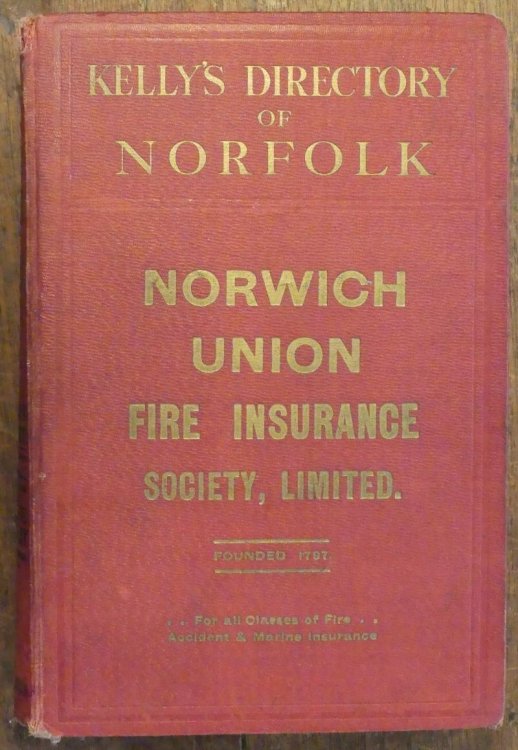 KELLY'S DIRECTORY
OF
NORFOLK
NORWICH
UNION
FIRE INSURANCE
SOCIETY, LIMITED.
FOUNDED 1797.
. . For all Classes of Fire . .
Accident & Marine Insurance